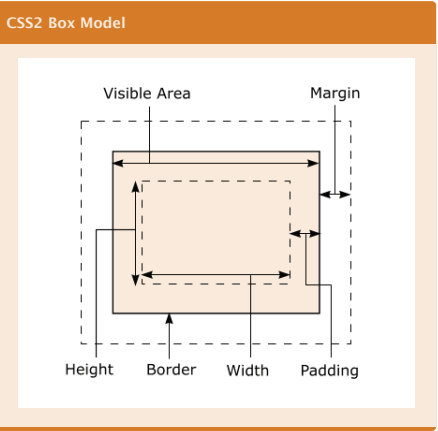 CSS2 Box Model
Visible Area
Margin
Height
Border
Width
Padding